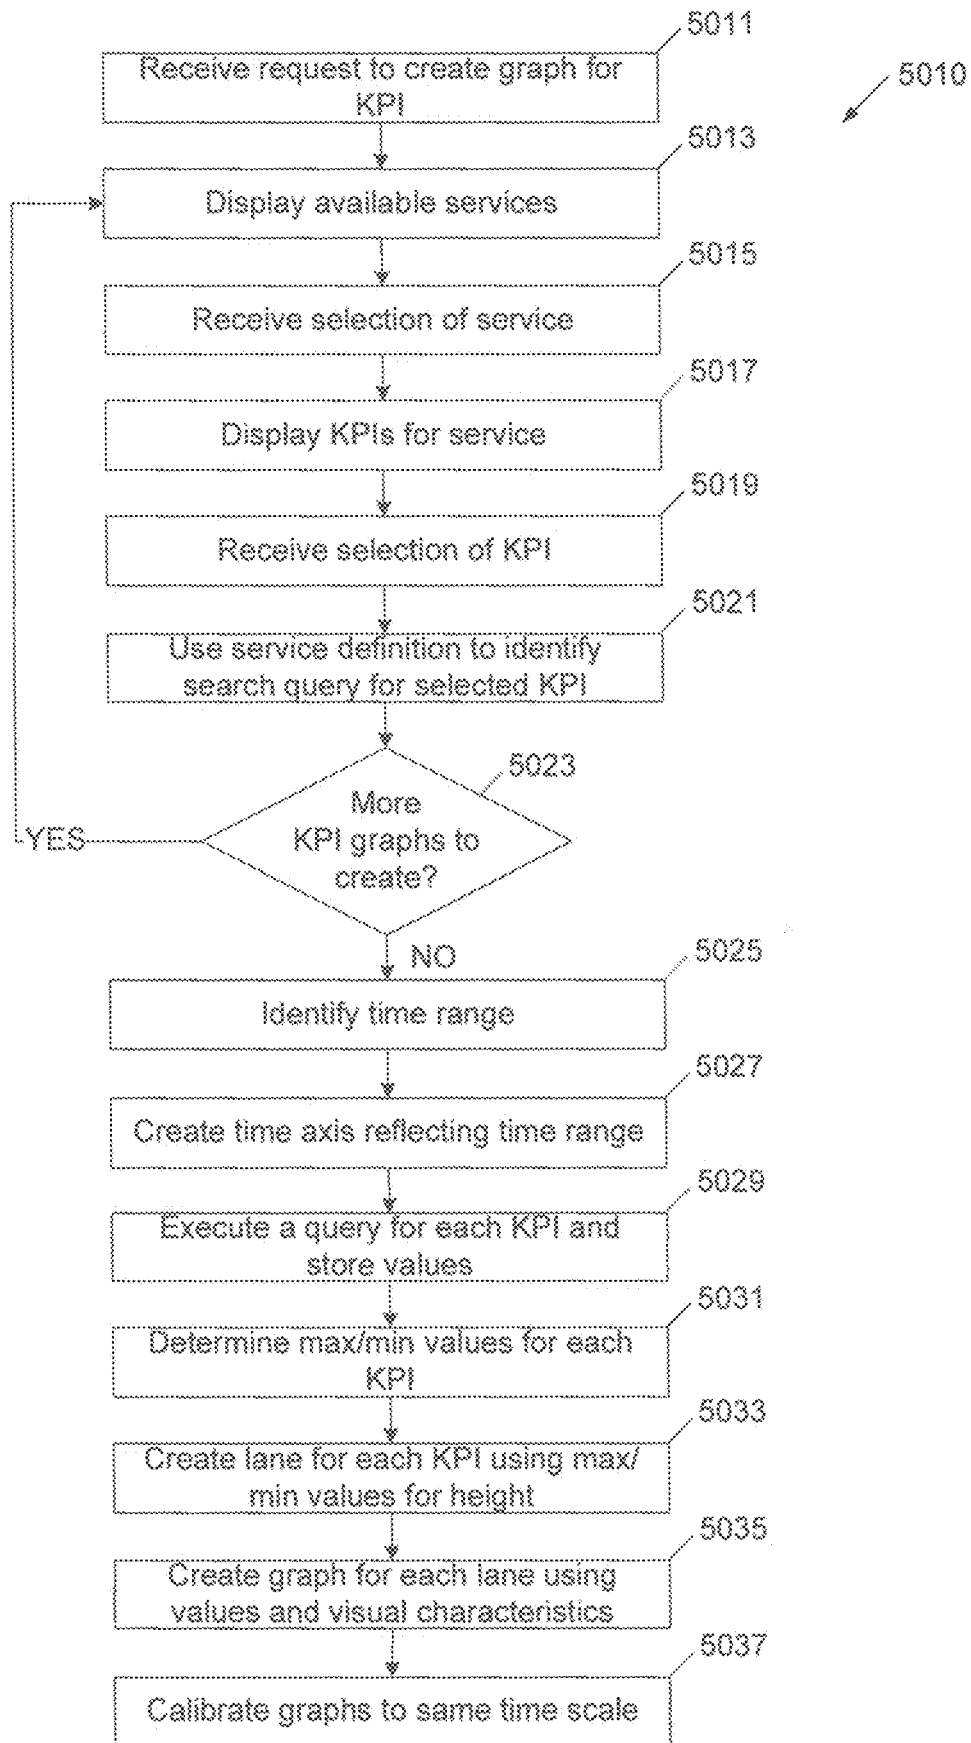 5011
5010
Receive request to create graph for
KPI
5013
Display available services
5015
Receive selection of service
5017
Display KPIs for service
5019
Receive selection of KPI
5021
Use service definition to identify
search query for selected KPI
5023
More
KPI graphs to
create?
YES
NO
5025
Identify time range
5027
Create time axis reflecting time range
5029
Execute a query for each KPI and
store values
5031
Determine max/min values for each
KPI
5033
Create lane for each KPI using max/
min values for height
5035
Create graph for each lane using
values and visual characteristics
5037
Calibrate graphs to same time scale